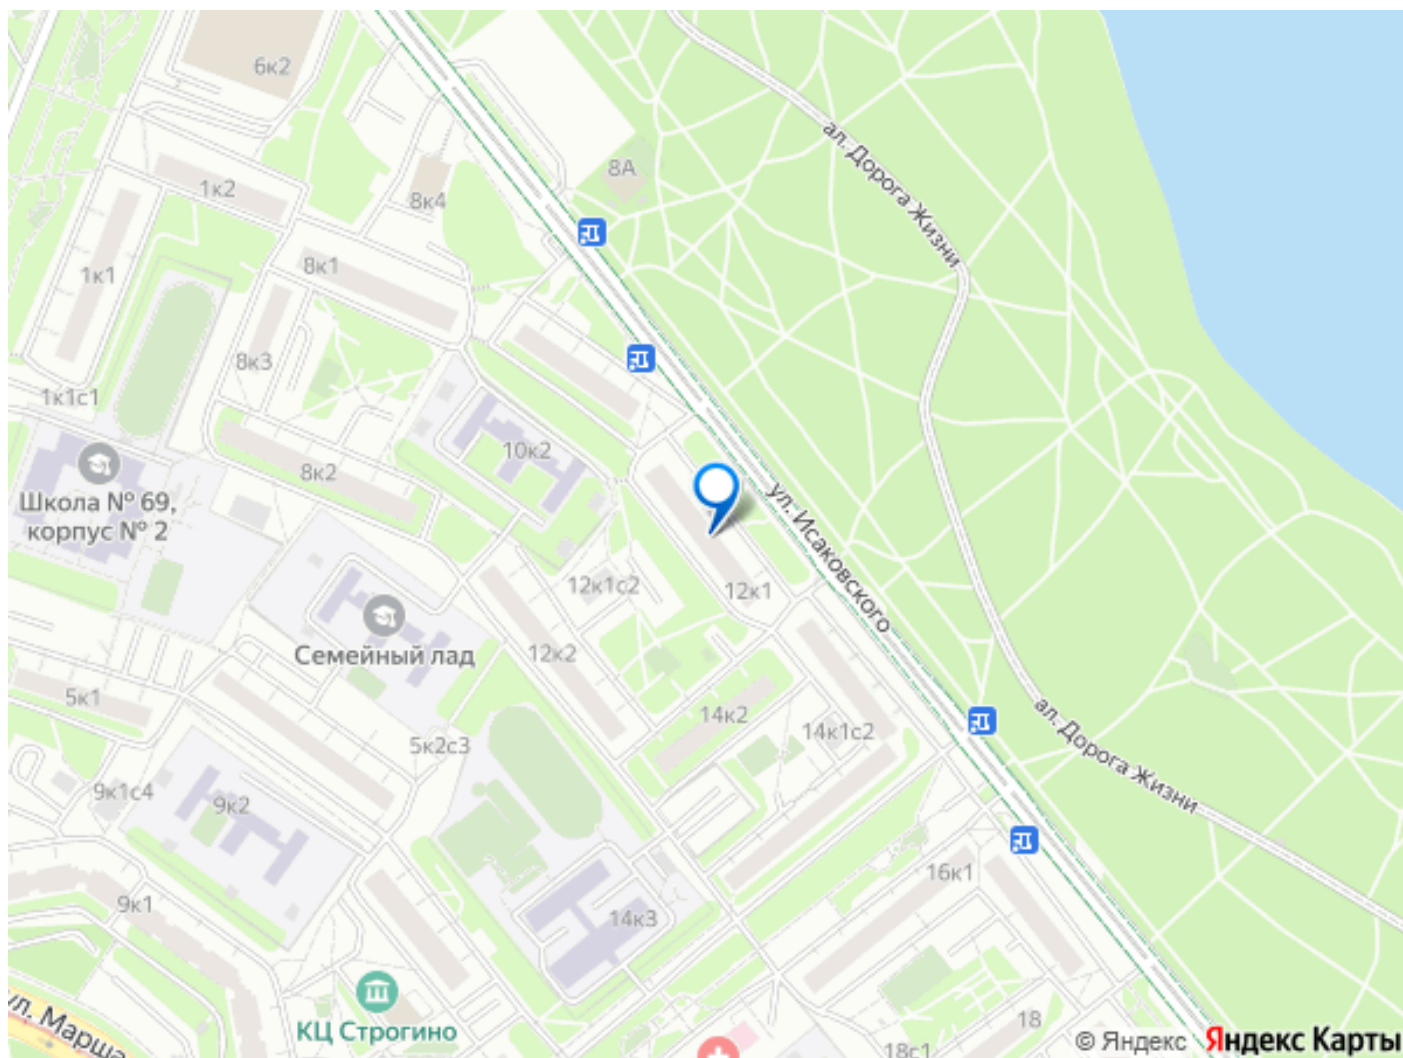 6к2
8А
ал. Дорога Жизни
1к2
8к4
8к1
1к1
8к3
1к1с1
10к2
8к2
Школа № 69,
корпус № 2
ул. Исаковского
12к1с2
12к1
Семейный лад
12к2
5к1
14к2
14к1с2
5к2с3
ал. Дорога Жизни
9к1с4
9к2
16к1
9к1
14к3
КЦ Строгино
ул. Марша
18
18с1
© Яндекс Яндекс Карты